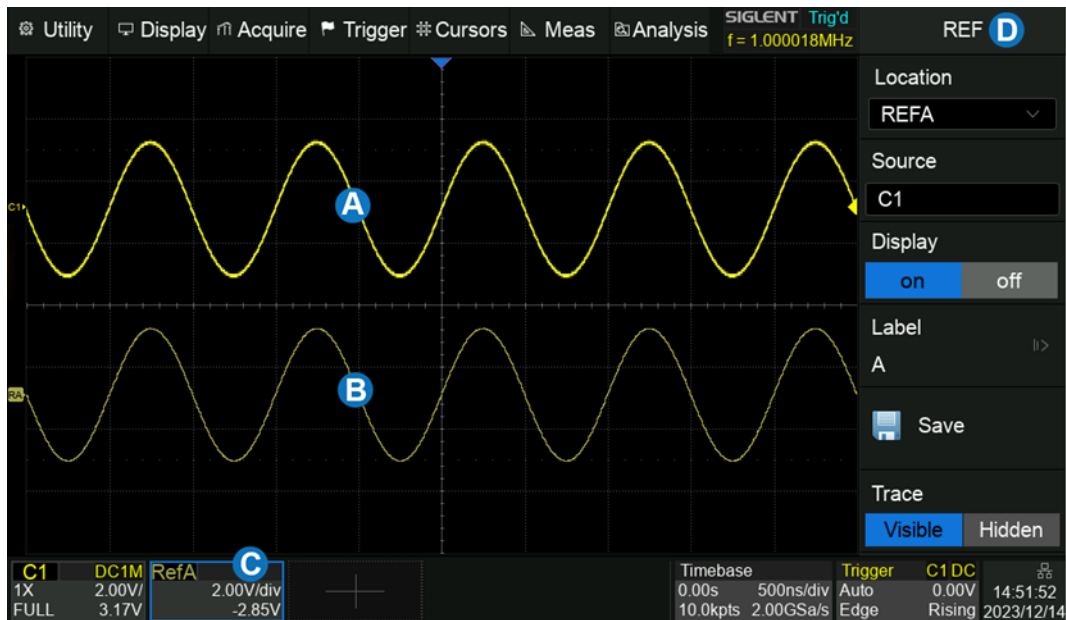 Utility Display Acquire Trigger Cursors Meas Analysis SIGLENT Trig'd
f = 1.000018MHz
REF D
Location
REFA
Source
C1
Display
on off
Label
A
Save
Trace
Visible Hidden
C1
A
RA
B
C1 DC1M
1X 2.00V/
FULL 3.17V
RefA C
2.00V/div
-2.85V
Timebase
0.00s 500ns/div
10.0kpts 2.00GSa/s
Trigger C1 DC
Auto 0.00V
Edge Rising
14:51:52
2023/12/14